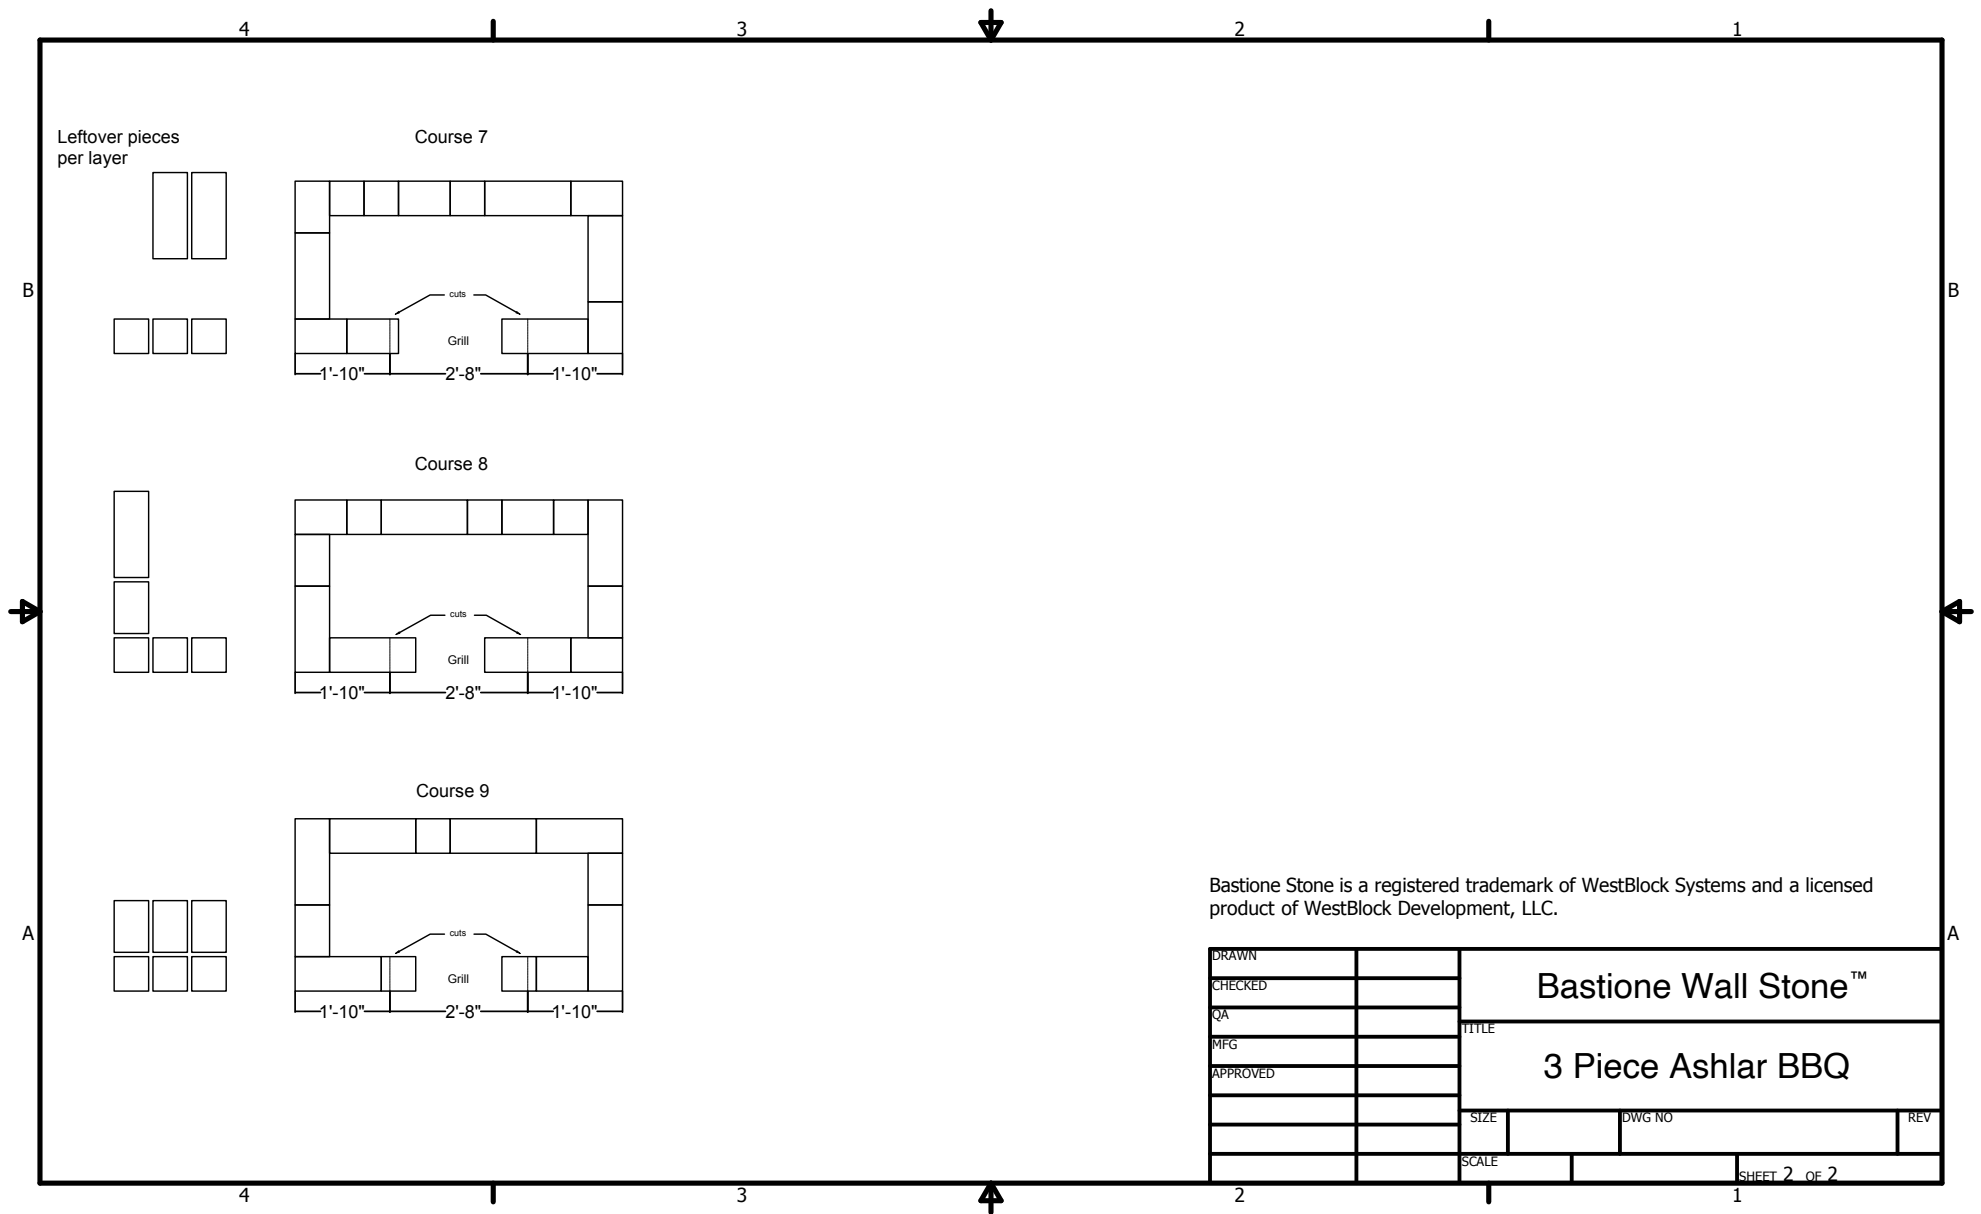 4 3 2 1
Leftover pieces
per layer
Course 7
B
B
cuts
Grill
1'-10" 2'-8" 1'-10"
Course 8
cuts
Grill
1'-10" 2'-8" 1'-10"
Course 9
A
A
cuts
Grill
1'-10" 2'-8" 1'-10"
Bastione Stone is a registered trademark of WestBlock Systems and a licensed
product of WestBlock Development, LLC.
DRAWN
CHECKED
QA
MFG
APPROVED
Bastione Wall Stone™
TITLE
3 Piece Ashlar BBQ
SIZE DWG NO REV
SCALE
SHEET 2 OF 2
4 3 2 1